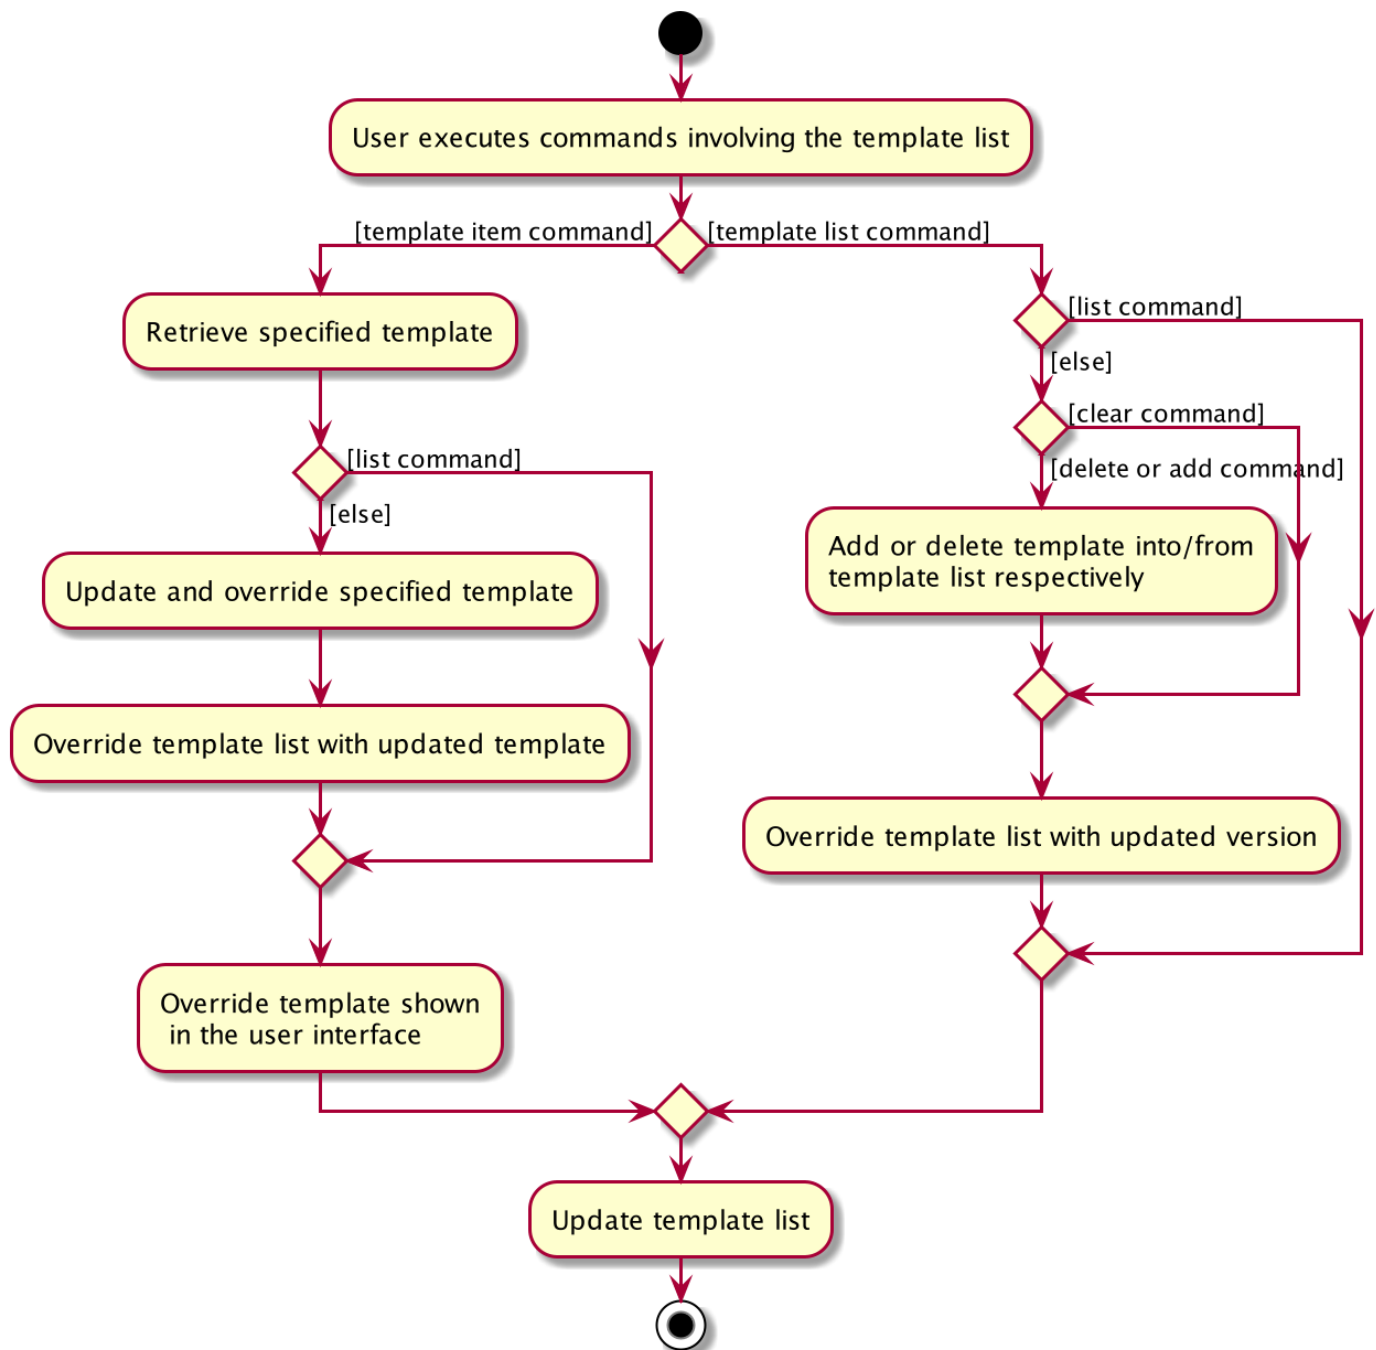 User executes commands involving the template list
[template item command]
[template list command]
Retrieve specified template
[list command]
[else]
Update and override specified template
Override template list with updated template
Override template shown
in the user interface
[list command]
[else]
[clear command]
[delete or add command]
Add or delete template into/from
template list respectively
Override template list with updated version
Update template list